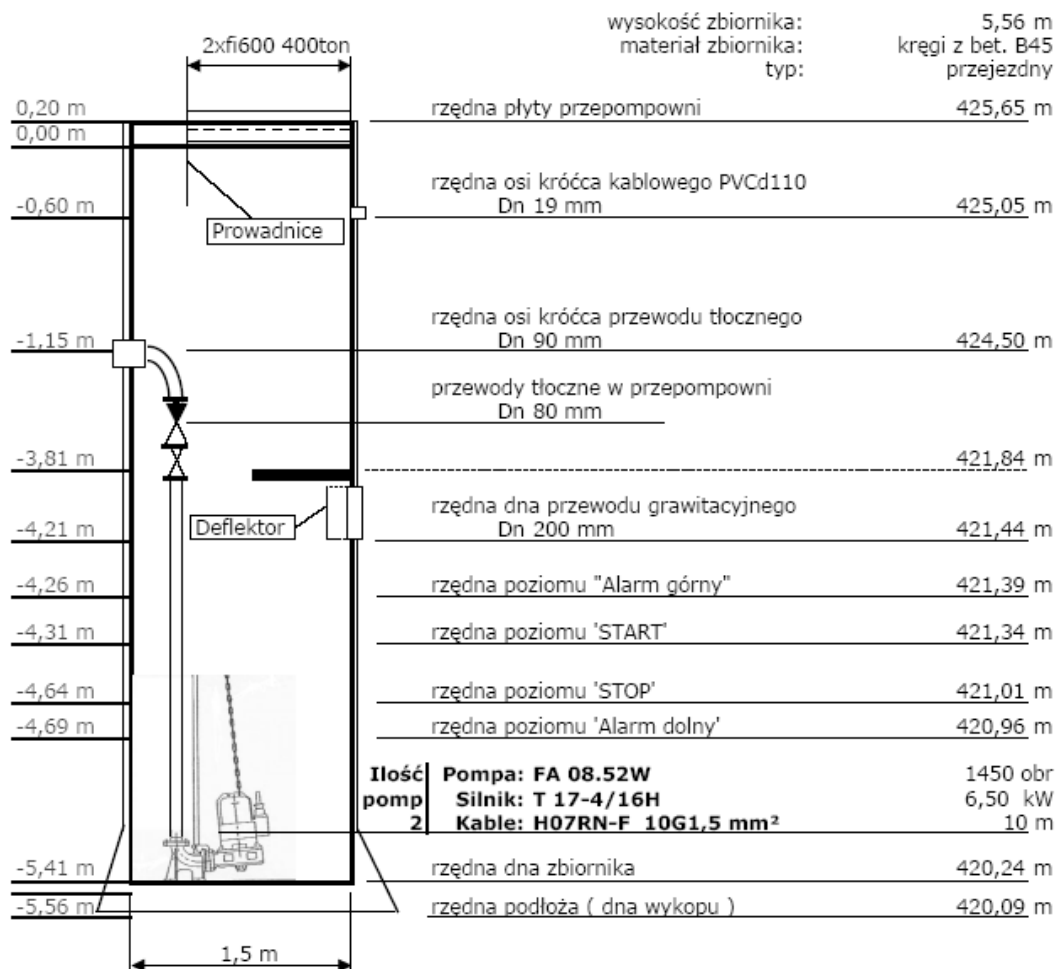 wysokość zbiornika: 5,56 m
2xfi600 400ton materiał zbiornika: kręgi z bet. B45
typ: przejezdny
0,20 m rzędna płyty przepompowni 425,65 m
0,00 m
rzędna osi króćca kablowego PVCd110
-0,60 m Dn 19 mm 425,05 m
Prowadnice
rzędna osi króćca przewodu tłocznego
-1,15 m Dn 90 mm 424,50 m
przewody tłoczne w przepompowni
Dn 80 mm
-3,81 m 421,84 m
rzędna dna przewodu grawitacyjnego
Deflektor
-4,21 m Dn 200 mm 421,44 m
-4,26 m rzędna poziomu "Alarm górny" 421,39 m
-4,31 m rzędna poziomu 'START' 421,34 m
-4,64 m rzędna poziomu 'STOP' 421,01 m
-4,69 m rzędna poziomu 'Alarm dolny' 420,96 m
Ilość Pompa: FA 08.52W 1450 obr
pomp Silnik: T 17-4/16H 6,50 kW
2 Kable: H07RN-F 10G1,5 mm² 10 m
-5,41 m rzędna dna zbiornika 420,24 m
-5,56 m rzędna podłoża ( dna wykopu ) 420,09 m
1,5 m